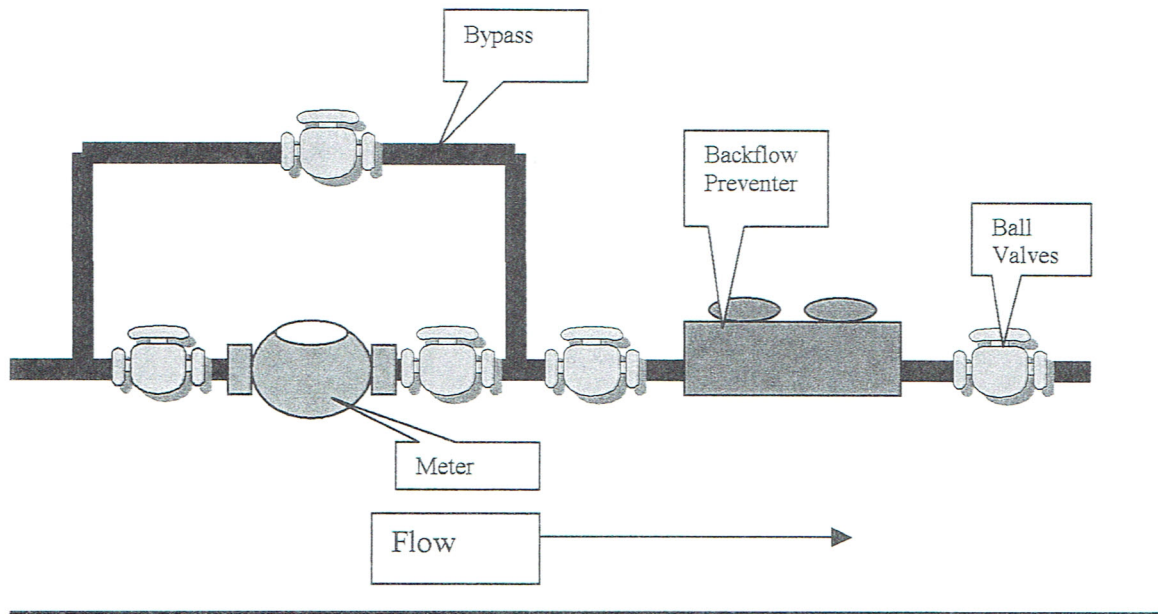 Bypass
Backflow
Preventer
Ball
Valves
Meter
Flow